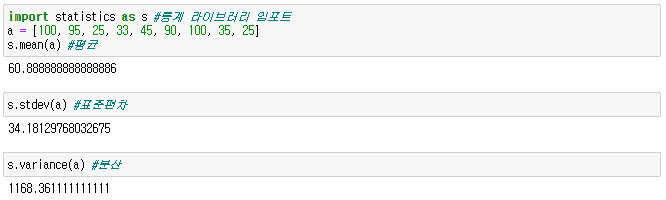 import statistics as s #통계 라이브러리 임포트
a = [100, 95, 25, 33, 45, 90, 100, 35, 25]
s.mean(a) #평균
60.888888888888886
s.stdev(a) #표준편차
34.18129768032675
s.variance(a) #분산
1168.361111111111